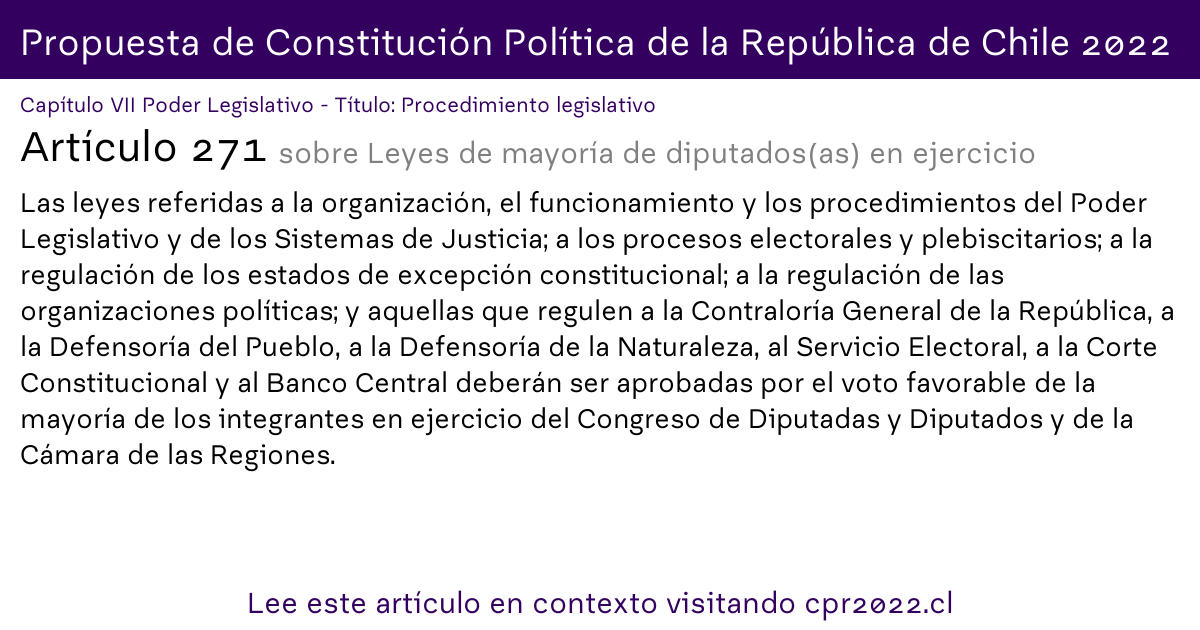 Propuesta de Constitución Política de la República de Chile 2022
Capítulo VII Poder Legislativo - Título: Procedimiento legislativo
Artículo 271 sobre Leyes de mayoría de diputados(as) en ejercicio
Las leyes referidas a la organización, el funcionamiento y los procedimientos del Poder
Legislativo y de los Sistemas de Justicia; a los procesos electorales y plebiscitarios; a la
regulación de los estados de excepción constitucional; a la regulación de las
organizaciones políticas; y aquellas que regulen a la Contraloría General de la República, a
la Defensoría del Pueblo, a la Defensoría de la Naturaleza, al Servicio Electoral, a la Corte
Constitucional y al Banco Central deberán ser aprobadas por el voto favorable de la
mayoría de los integrantes en ejercicio del Congreso de Diputadas y Diputados y de la
Cámara de las Regiones.
Lee este artículo en contexto visitando cpr2022.cl